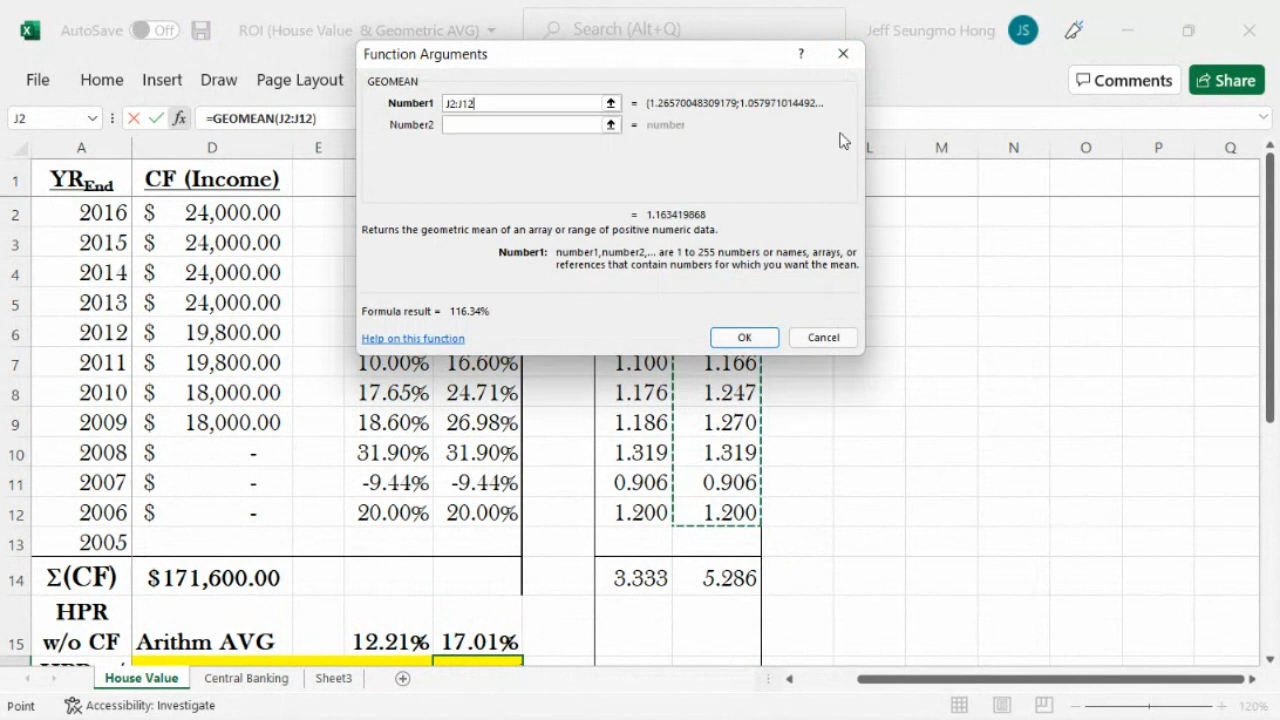 AutoSave Off ROI (House Value & Geometric AVG) Search (Alt+Q) Jeff Seungmo Hong JS
Function Arguments ? ×
File Home Insert Draw Page Layout Comments Share
GEOMEAN
Number1 J2:J12 = {1.26570048309179;1.057971014492...
Number2 = number
J2 fx =GEOMEAN(J2:J12)
= 1.163419868
Returns the geometric mean of an array or range of positive numeric data.
Number1: number1,number2,... are 1 to 255 numbers or names, arrays, or
references that contain numbers for which you want the mean.
Formula result = 116.34%
Help on this function OK Cancel
A D E L M N O P Q
1 YREnd CF (Income)
2 2016 $ 24,000.00
3 2015 $ 24,000.00
4 2014 $ 24,000.00
5 2013 $ 24,000.00
6 2012 $ 19,800.00
7 2011 $ 19,800.00 10.00% 16.60% 1.100 1.166
8 2010 $ 18,000.00 17.65% 24.71% 1.176 1.247
9 2009 $ 18,000.00 18.60% 26.98% 1.186 1.270
10 2008 $ - 31.90% 31.90% 1.319 1.319
11 2007 $ - -9.44% -9.44% 0.906 0.906
12 2006 $ - 20.00% 20.00% 1.200 1.200
13 2005
14 Σ(CF) $171,600.00 3.333 5.286
HPR
15 w/o CF Arithm AVG 12.21% 17.01%
House Value Central Banking Sheet3
Point Accessibility: Investigate 120%